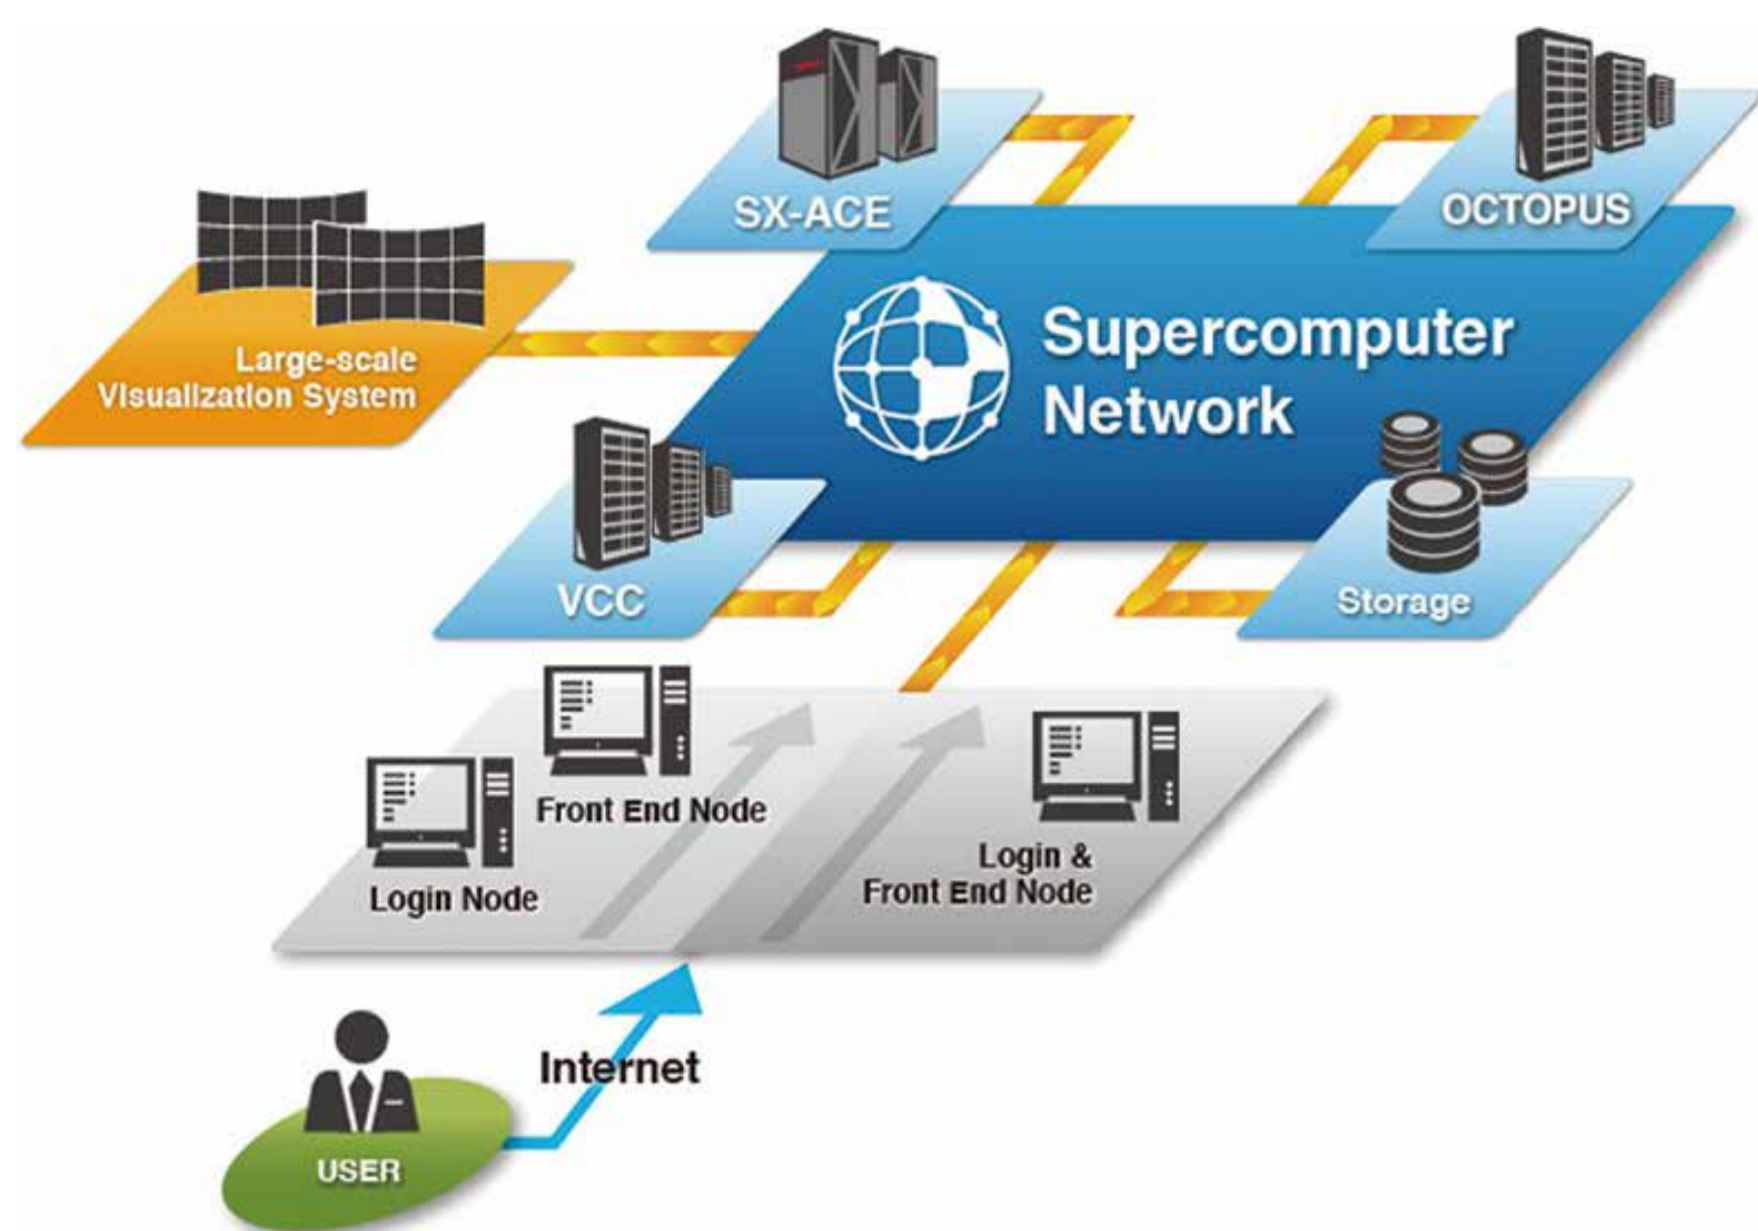 SX-ACE
OCTOPUS
Large-scale
Visualization System
Supercomputer
Network
VCC
Storage
Front End Node
Login Node
Login &
Front End Node
Internet
USER